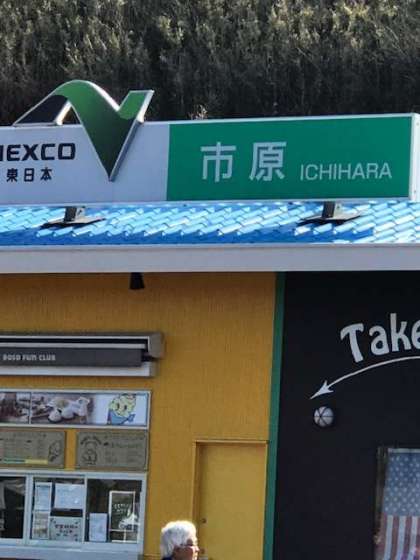 NEXCO
東日本
市原 ICHIHARA
BOSO FUN CLUB
Take